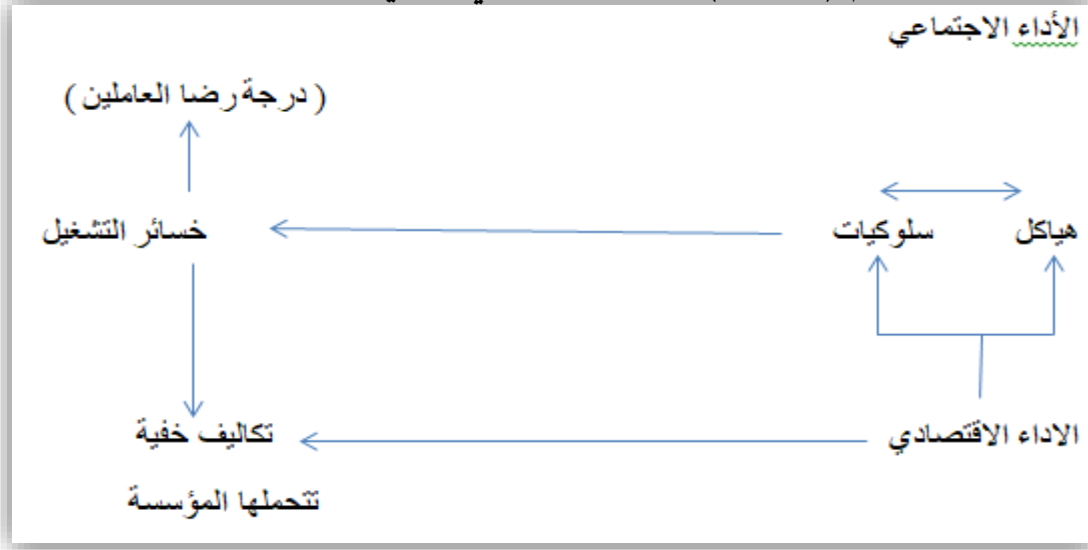 الأداء الاجتماعي
( درجة رضا العاملين )
هياكل سلوكيات خسائر التشغيل
الاداء الاقتصادي تكاليف خفية
تتحملها المؤسسة